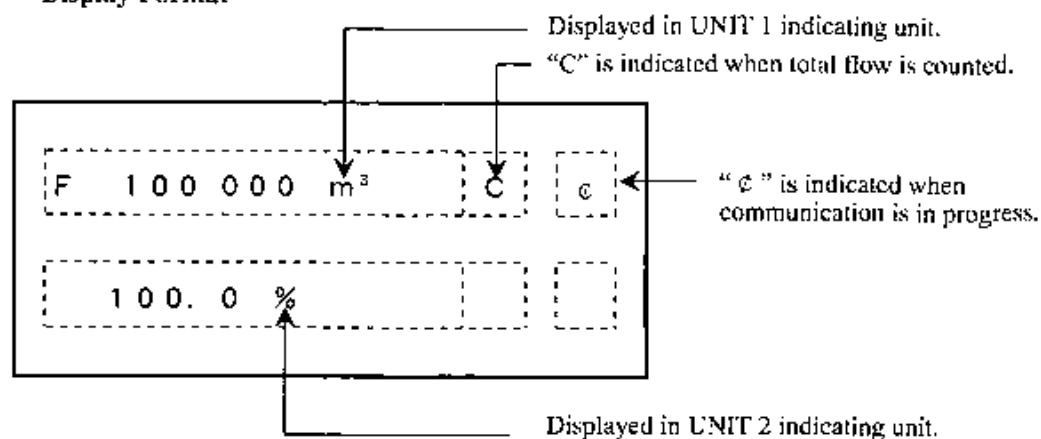 Display Format
Displayed in UNIT 1 indicating unit.
“C” is indicated when total flow is counted.
F 100 000 m³ C ¢
“ ¢ ” is indicated when
communication is in progress.
100. 0 %
Displayed in UNIT 2 indicating unit.